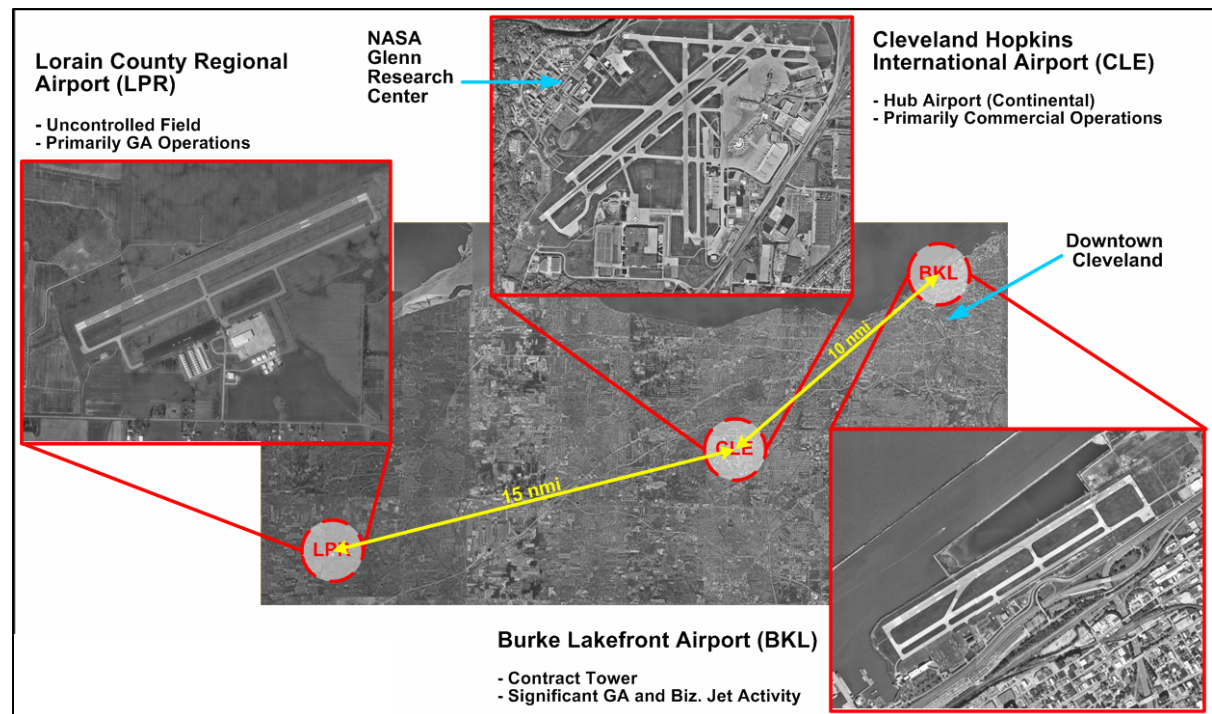 Lorain County Regional
Airport (LPR)
- Uncontrolled Field
- Primarily GA Operations
NASA
Glenn
Research
Center
Cleveland Hopkins
International Airport (CLE)
- Hub Airport (Continental)
- Primarily Commercial Operations
Downtown
Cleveland
BKL
10 nmi
CLE
15 nmi
LPR
Burke Lakefront Airport (BKL)
- Contract Tower
- Significant GA and Biz. Jet Activity